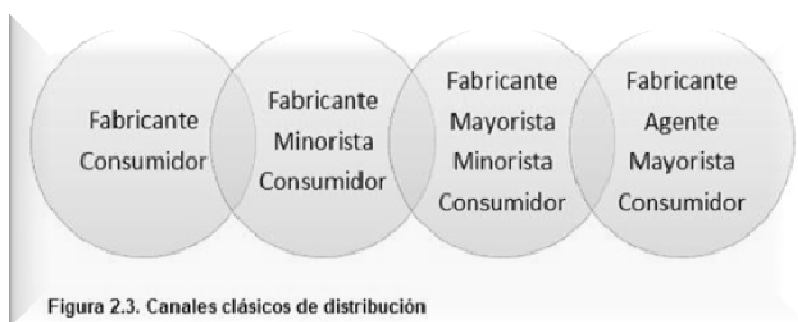 Fabricante
Consumidor
Fabricante
Minorista
Consumidor
Fabricante
Mayorista
Minorista
Consumidor
Fabricante
Agente
Mayorista
Consumidor
Figura 2.3. Canales clásicos de distribución